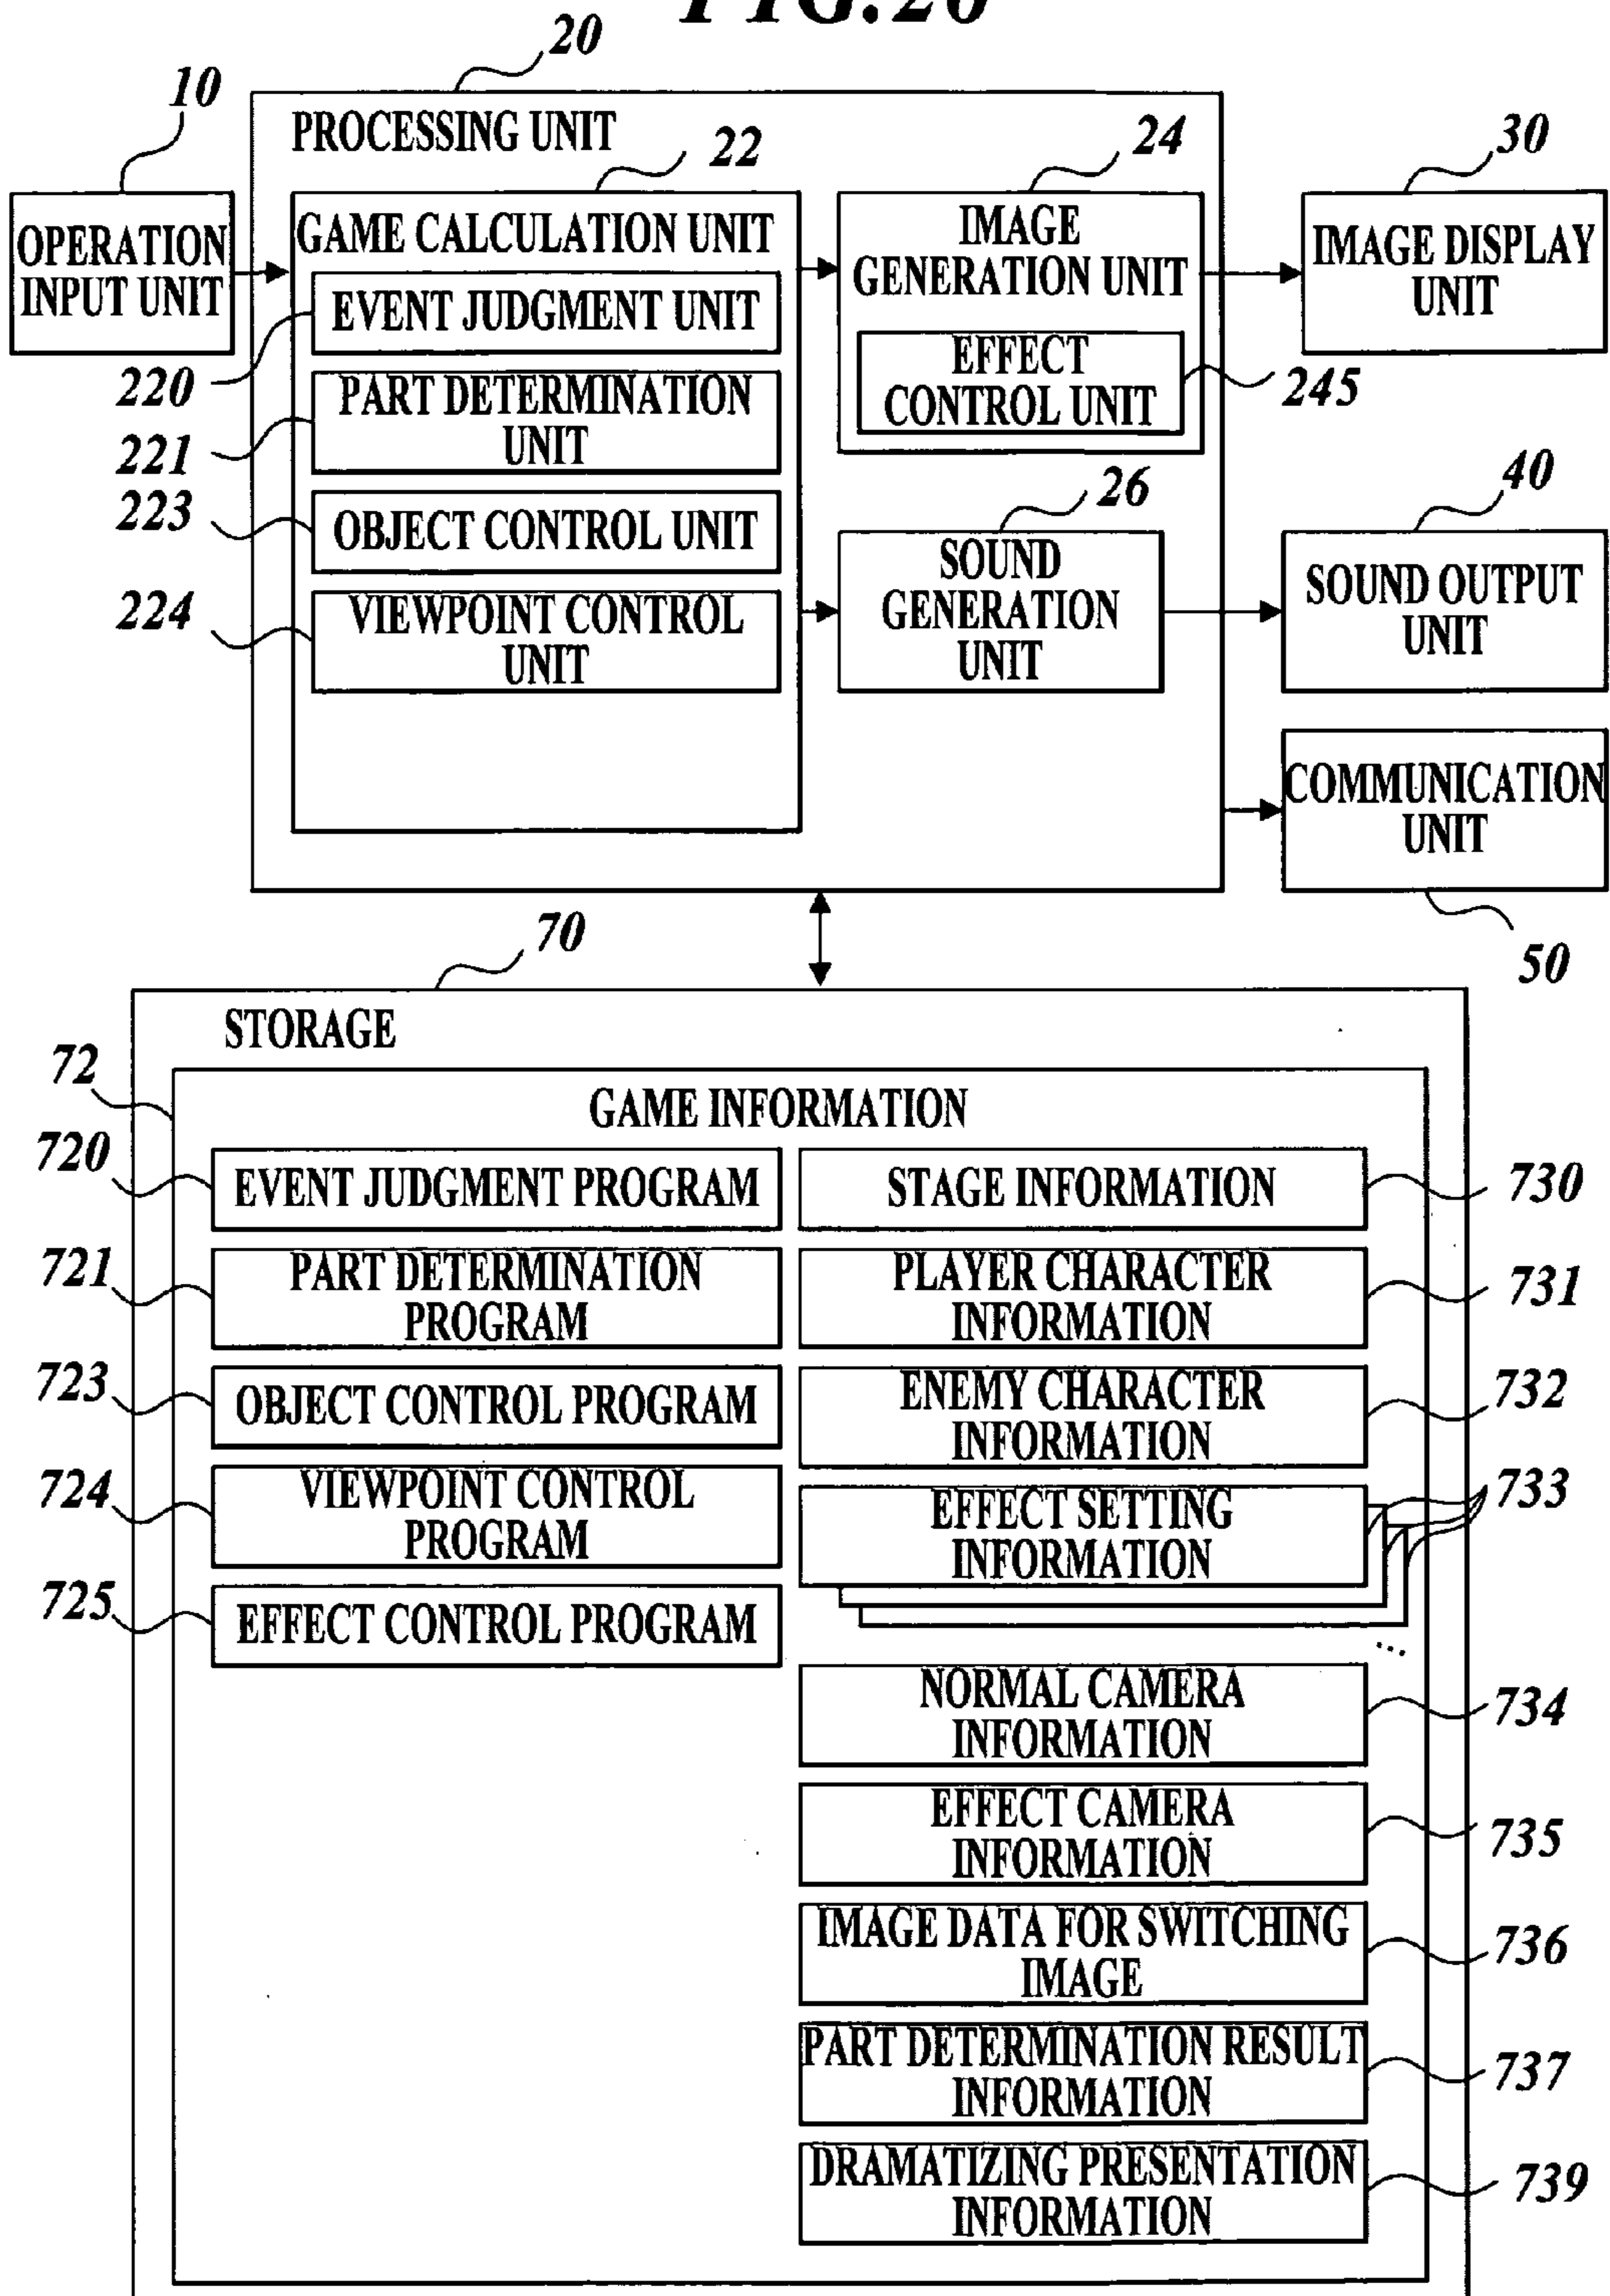 FIG.20
20
10
PROCESSING UNIT
22
24
30
OPERATION
INPUT UNIT
GAME CALCULATION UNIT
EVENT JUDGMENT UNIT
220
PART DETERMINATION
UNIT
221
223
OBJECT CONTROL UNIT
224
VIEWPOINT CONTROL
UNIT
IMAGE
GENERATION UNIT
EFFECT
CONTROL UNIT
245
IMAGE DISPLAY
UNIT
26
40
SOUND
GENERATION
UNIT
SOUND OUTPUT
UNIT
COMMUNICATION
UNIT
50
70
STORAGE
72
GAME INFORMATION
720
EVENT JUDGMENT PROGRAM
721
PART DETERMINATION
PROGRAM
723
OBJECT CONTROL PROGRAM
724
VIEWPOINT CONTROL
PROGRAM
725
EFFECT CONTROL PROGRAM
STAGE INFORMATION
730
PLAYER CHARACTER
INFORMATION
731
ENEMY CHARACTER
INFORMATION
732
EFFECT SETTING
INFORMATION
733
...
NORMAL CAMERA
INFORMATION
734
EFFECT CAMERA
INFORMATION
735
IMAGE DATA FOR SWITCHING
IMAGE
736
PART DETERMINATION RESULT
INFORMATION
737
DRAMATIZING PRESENTATION
INFORMATION
739